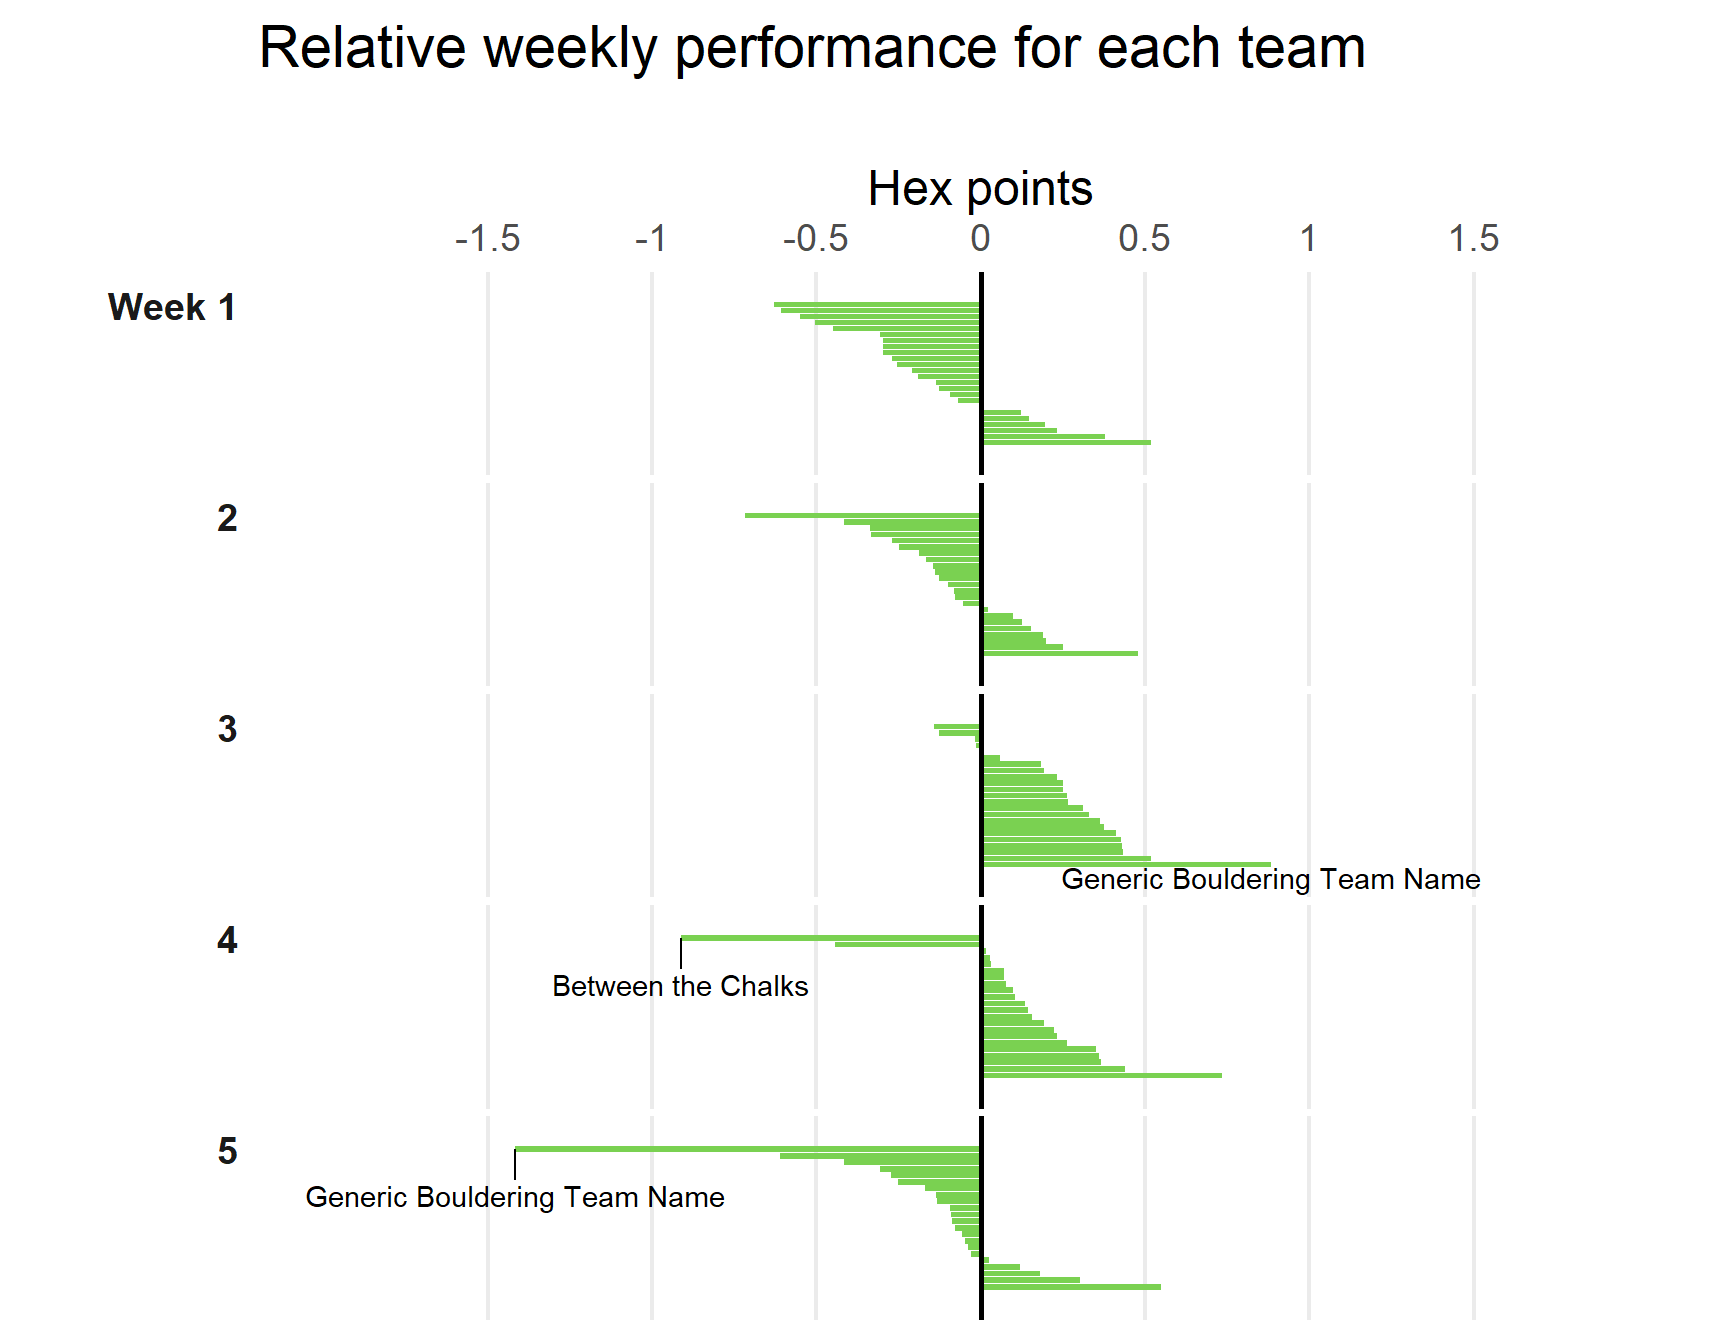 Relative weekly performance for each team
Hex points
-1.5 -1 -0.5 0 0.5 1 1.5
Week 1
2
3
Generic Bouldering Team Name
4
Between the Chalks
5
Generic Bouldering Team Name